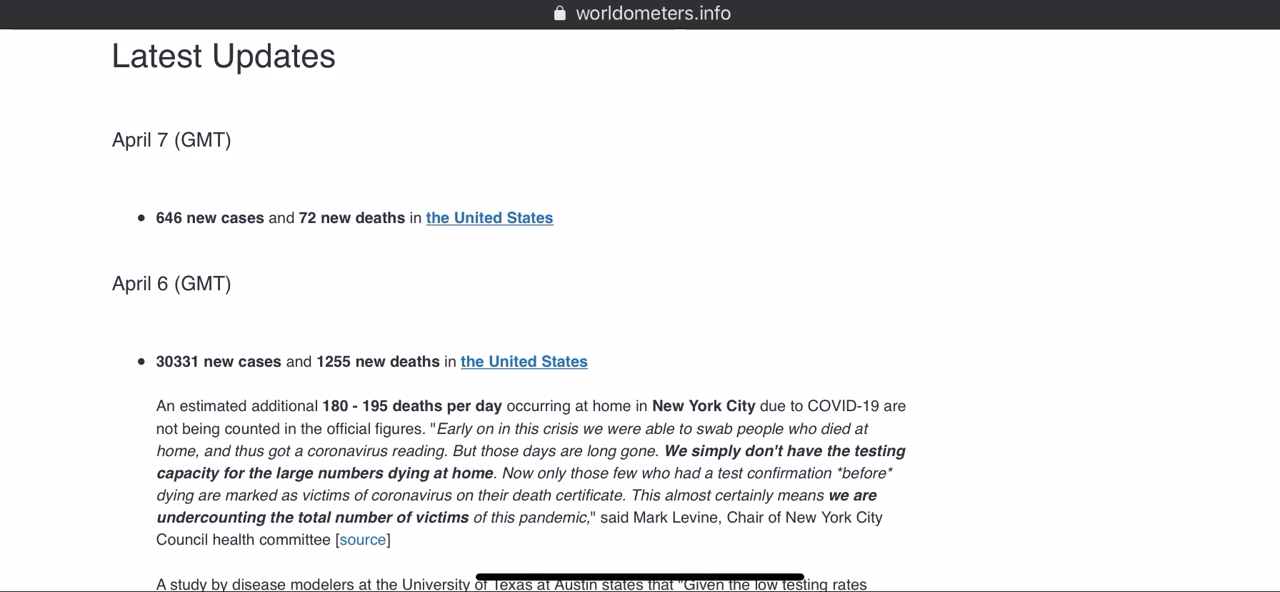 worldometers.info
Latest Updates
April 7 (GMT)
• 646 new cases and 72 new deaths in the United States
April 6 (GMT)
• 30331 new cases and 1255 new deaths in the United States
An estimated additional 180 - 195 deaths per day occurring at home in New York City due to COVID-19 are
not being counted in the official figures. "Early on in this crisis we were able to swab people who died at
home, and thus got a coronavirus reading. But those days are long gone. We simply don't have the testing
capacity for the large numbers dying at home. Now only those few who had a test confirmation *before*
dying are marked as victims of coronavirus on their death certificate. This almost certainly means we are
undercounting the total number of victims of this pandemic," said Mark Levine, Chair of New York City
Council health committee [source]
A study by disease modelers at the University of Texas at Austin states that "Given the low testing rates